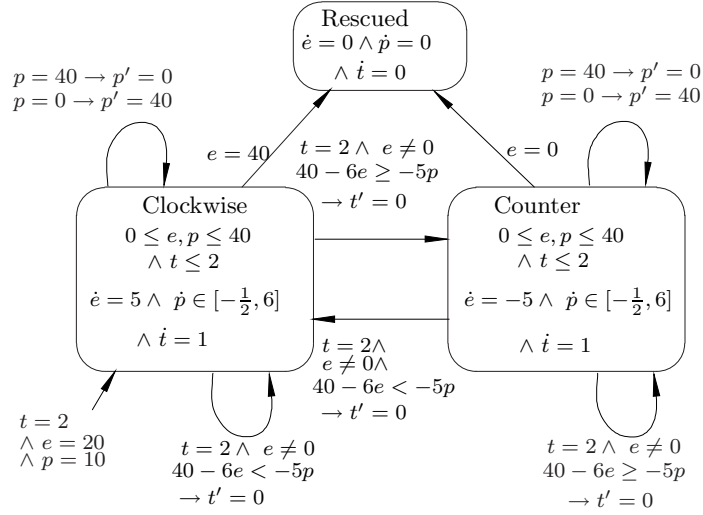 Rescued
ė = 0 ∧ ṗ = 0
∧ ṫ = 0
p = 40 → p′ = 0
p = 0 → p′ = 40
p = 40 → p′ = 0
p = 0 → p′ = 40
e = 40
t = 2 ∧ e ≠ 0
40 − 6e ≥ −5p
→ t′ = 0
e = 0
Clockwise
0 ≤ e, p ≤ 40
∧ t ≤ 2
ė = 5 ∧ ṗ ∈ [−½, 6]
∧ ṫ = 1
Counter
0 ≤ e, p ≤ 40
∧ t ≤ 2
ė = −5 ∧ ṗ ∈ [−½, 6]
∧ ṫ = 1
t = 2∧
e ≠ 0∧
40 − 6e < −5p
→ t′ = 0
t = 2
∧ e = 20
∧ p = 10
t = 2 ∧ e ≠ 0
40 − 6e < −5p
→ t′ = 0
t = 2 ∧ e ≠ 0
40 − 6e ≥ −5p
→ t′ = 0